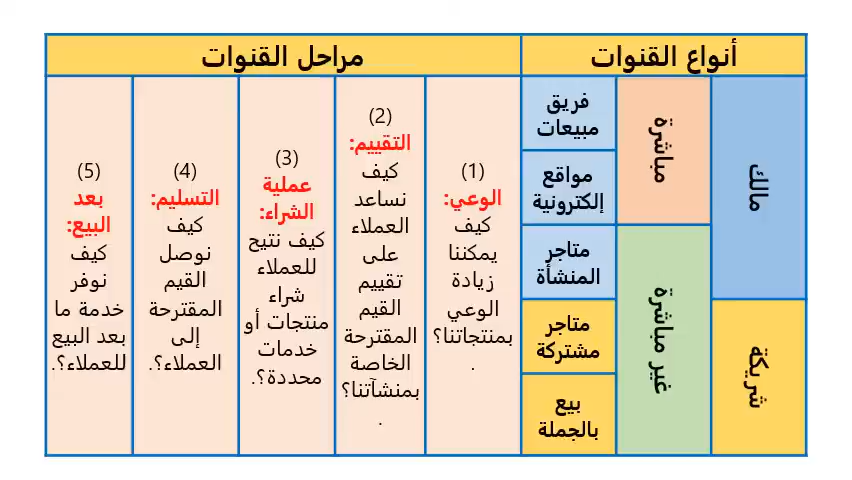 أنواع القنوات
مراحل القنوات
مالك
شريكة
مباشرة
غير مباشرة
فريق
مبيعات
مواقع
إلكترونية
متاجر
المنشأة
متاجر
مشتركة
بيع
بالجملة
(1)
الوعي:
كيف
يمكننا
زيادة
الوعي
بمنتجاتنا؟
.
(2)
التقييم:
كيف
نساعد
العملاء
على
تقييم
القيم
المقترحة
الخاصة
بمنشآتنا؟
.
(3)
عملية
الشراء:
كيف نتيح
للعملاء
شراء
منتجات أو
خدمات
محددة؟.
(4)
التسليم:
كيف
نوصل
القيم
المقترحة
إلى
العملاء؟.
(5)
بعد
البيع:
كيف
نوفر
خدمة ما
بعد البيع
للعملاء؟.